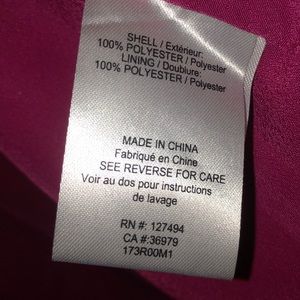 SHELL / Extérieur:
100% POLYESTER / Polyester
LINING / Doublure:
100% POLYESTER / Polyester
MADE IN CHINA
Fabriqué en Chine
SEE REVERSE FOR CARE
Voir au dos pour instructions
de lavage
RN #: 127494
CA #:36979
173R00M1